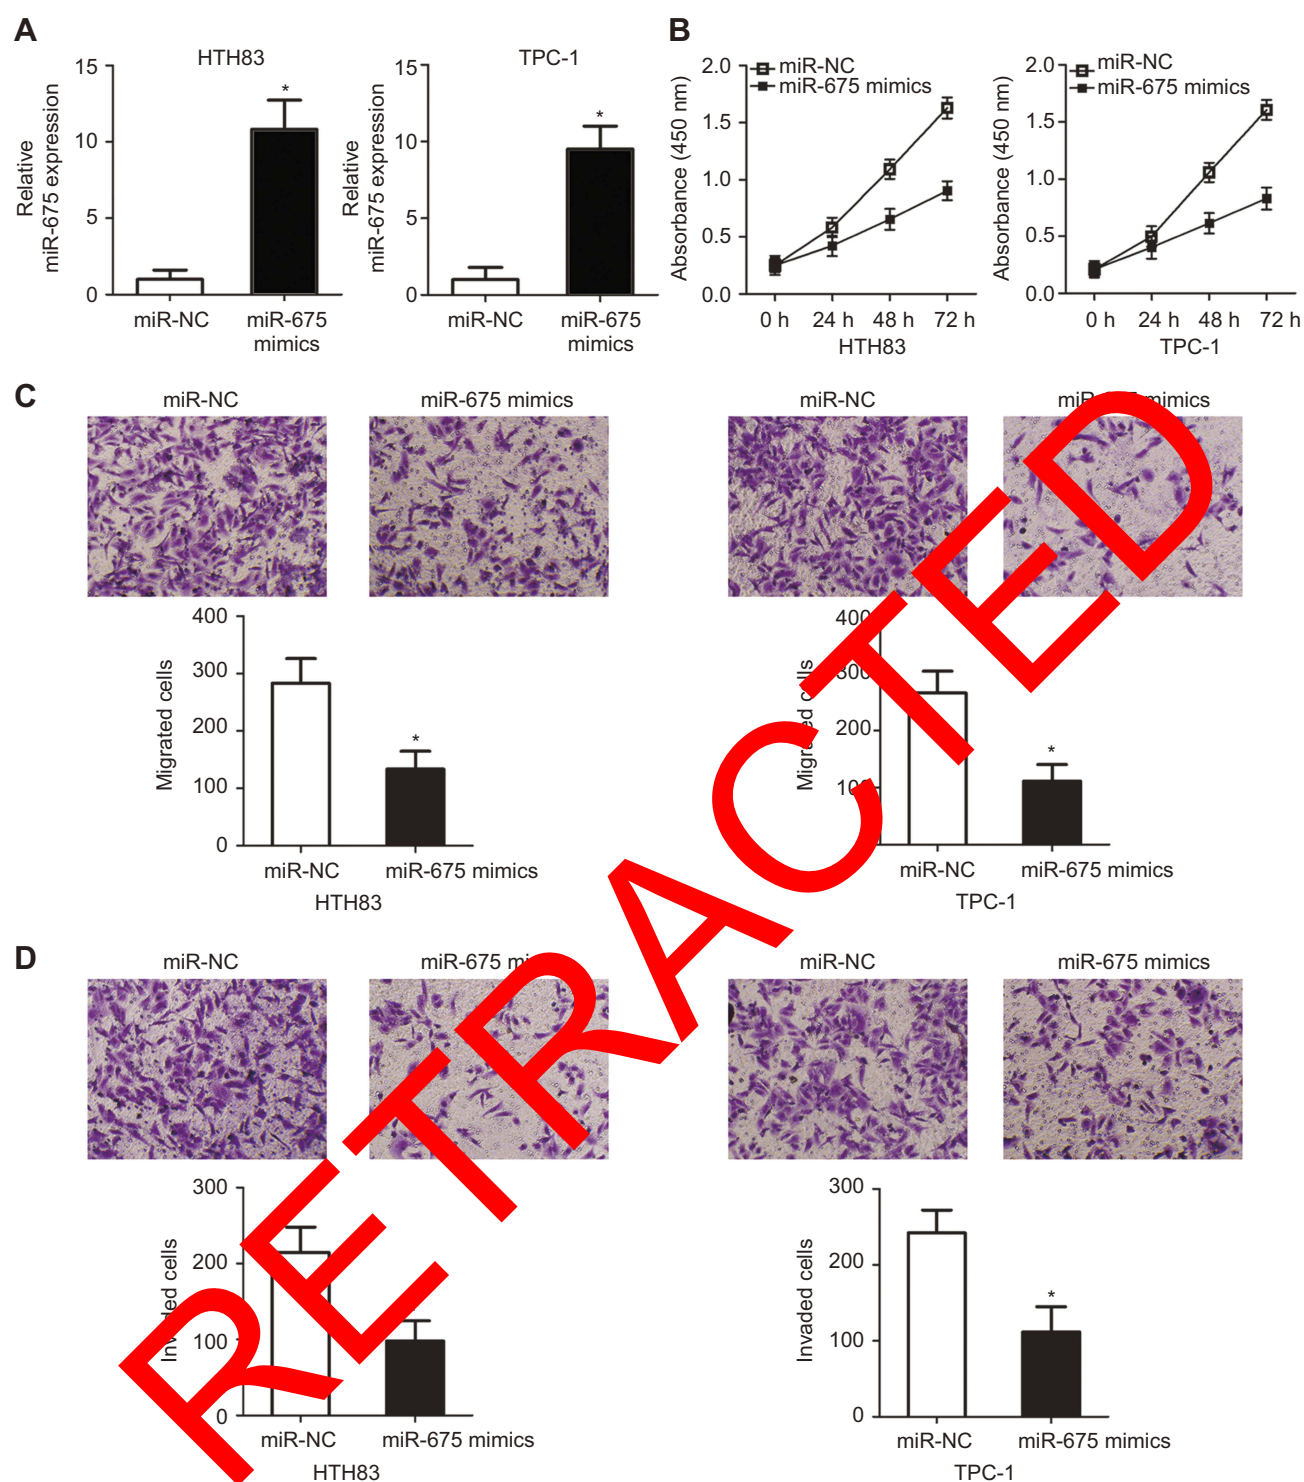 A
HTH83
Relative
miR-675 expression
15
10
5
0
*
miR-NC
miR-675
mimics
TPC-1
Relative
miR-675 expression
15
10
5
0
*
miR-NC
miR-675
mimics
B
Absorbance (450 nm)
2.0
1.5
1.0
0.5
0.0
miR-NC
miR-675 mimics
0 h 24 h 48 h 72 h
HTH83
Absorbance (450 nm)
2.0
1.5
1.0
0.5
0.0
miR-NC
miR-675 mimics
0 h 24 h 48 h 72 h
TPC-1
C
miR-NC
miR-675 mimics
Migrated cells
400
300
200
100
0
*
miR-NC
miR-675 mimics
HTH83
miR-NC
mimics
Migrated cells
400
300
200
*
miR-NC
miR-675 mimics
TPC-1
D
miR-NC
miR-675
Invaded cells
300
200
100
0
miR-NC
miR-675 mimics
HTH83
miR-NC
miR-675 mimics
Invaded cells
300
200
100
0
*
miR-NC
miR-675 mimics
TPC-1
RETRACTED